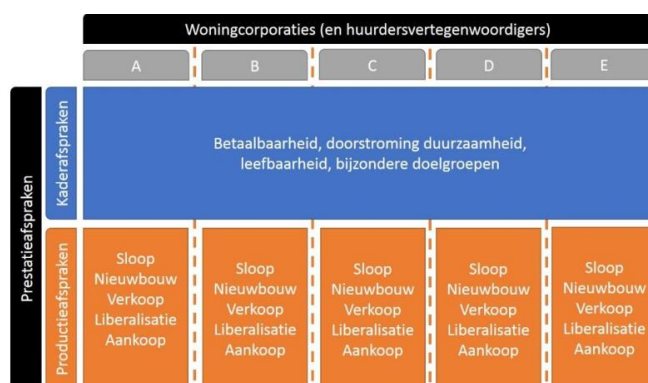 Woningcorporaties (en huurdersvertegenwoordigers)
A
B
C
D
E
Prestatieafspraken
Kaderafspraken
Betaalbaarheid, doorstroming duurzaamheid,
leefbaarheid, bijzondere doelgroepen
Productieafspraken
Sloop
Nieuwbouw
Verkoop
Liberalisatie
Aankoop
Sloop
Nieuwbouw
Verkoop
Liberalisatie
Aankoop
Sloop
Nieuwbouw
Verkoop
Liberalisatie
Aankoop
Sloop
Nieuwbouw
Verkoop
Liberalisatie
Aankoop
Sloop
Nieuwbouw
Verkoop
Liberalisatie
Aankoop